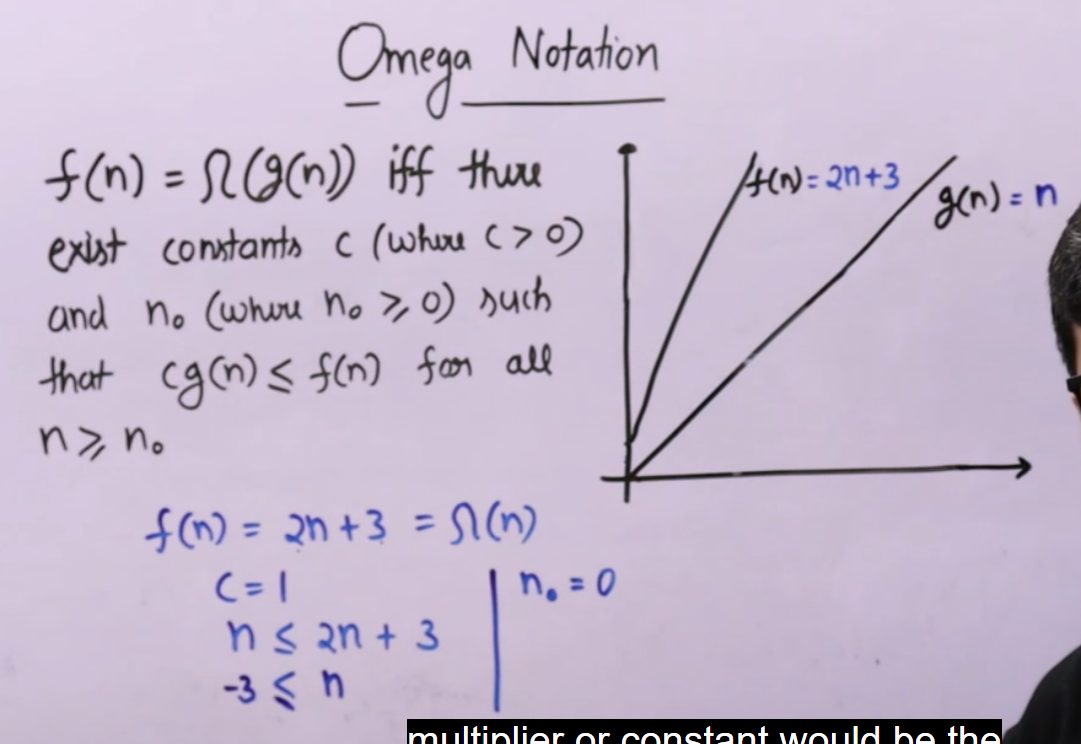 Omega Notation
f(n) = Ω(g(n)) iff there
exist constants c (where c > 0)
and n₀ (where n₀ ⩾ 0) such
that cg(n) ⩽ f(n) for all
n ⩾ n₀
f(n) = 2n+3
g(n) = n
f(n) = 2n + 3 = Ω(n)
C = 1
n₀ = 0
n ⩽ 2n + 3
-3 ⩽ n
multiplier or constant would be the